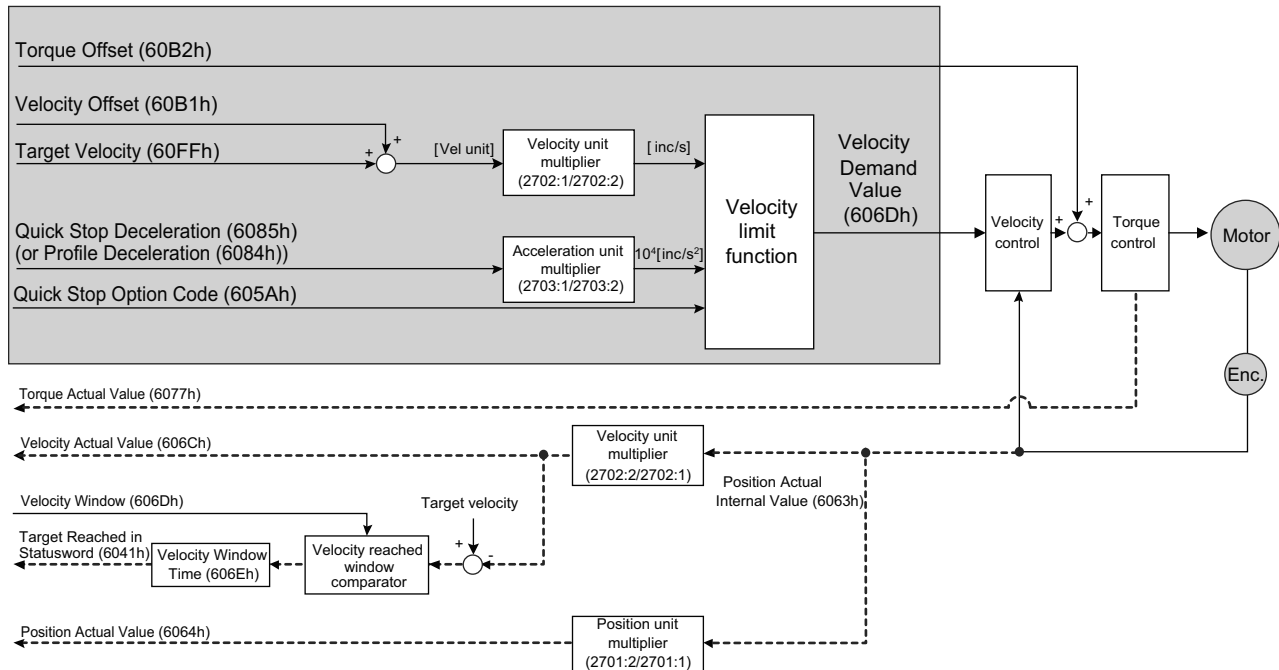 Torque Offset (60B2h)
Velocity Offset (60B1h)
+
Target Velocity (60FFh)
+
[Vel unit]
Velocity unit
multiplier
(2702:1/2702:2)
[ inc/s]
Quick Stop Deceleration (6085h)
(or Profile Deceleration (6084h))
Acceleration unit
multiplier
(2703:1/2703:2)
10⁴[inc/s²]
Quick Stop Option Code (605Ah)
Velocity
limit
function
Velocity
Demand
Value
(606Dh)
Velocity
control
+
+
Torque
control
Motor
Enc.
Torque Actual Value (6077h)
Velocity Actual Value (606Ch)
Velocity unit
multiplier
(2702:2/2702:1)
Position Actual
Internal Value (6063h)
Velocity Window (606Dh)
Target velocity
Target Reached in
Statusword (6041h)
Velocity Window
Time (606Eh)
Velocity reached
window
comparator
+
-
Position Actual Value (6064h)
Position unit
multiplier
(2701:2/2701:1)